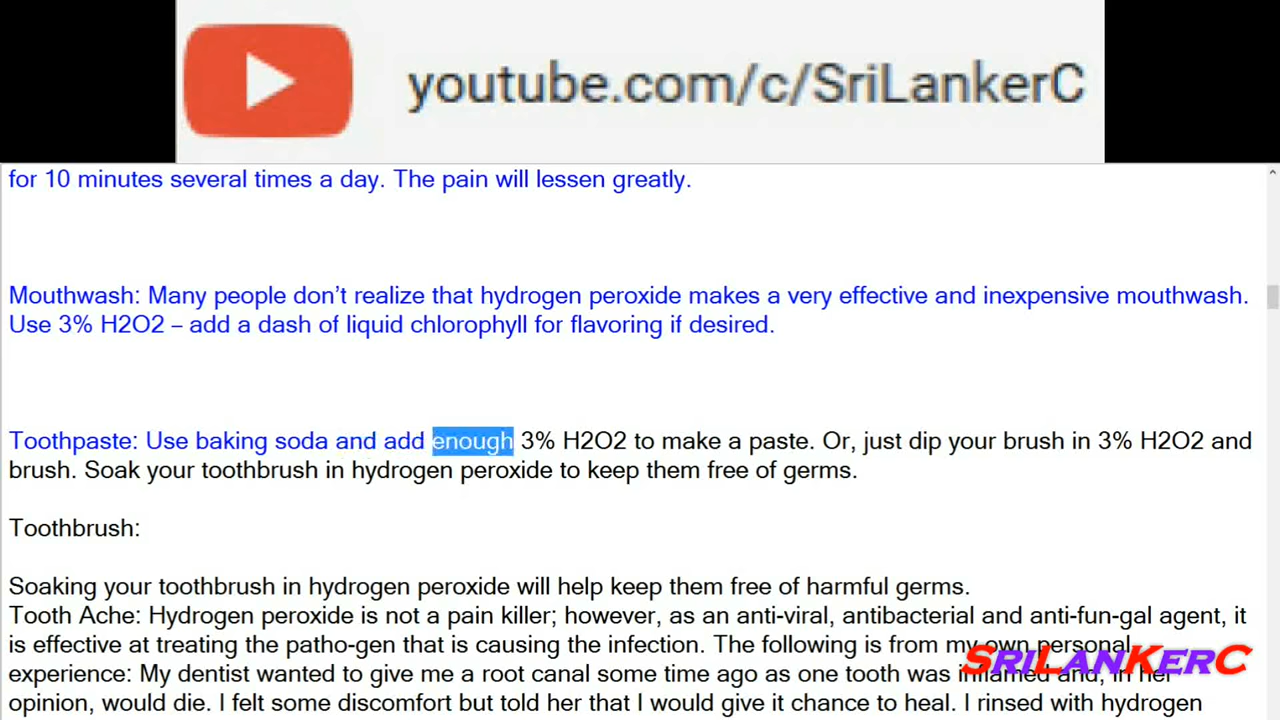 youtube.com/c/SriLankerC
for 10 minutes several times a day. The pain will lessen greatly.
Mouthwash: Many people don’t realize that hydrogen peroxide makes a very effective and inexpensive mouthwash.
Use 3% H2O2 – add a dash of liquid chlorophyll for flavoring if desired.
Toothpaste: Use baking soda and add enough 3% H2O2 to make a paste. Or, just dip your brush in 3% H2O2 and
brush. Soak your toothbrush in hydrogen peroxide to keep them free of germs.
Toothbrush:
Soaking your toothbrush in hydrogen peroxide will help keep them free of harmful germs.
Tooth Ache: Hydrogen peroxide is not a pain killer; however, as an anti-viral, antibacterial and anti-fun-gal agent, it
is effective at treating the patho-gen that is causing the infection. The following is from my own personal
experience: My dentist wanted to give me a root canal some time ago as one tooth was inflamed and, in her
opinion, would die. I felt some discomfort but told her that I would give it chance to heal. I rinsed with hydrogen
SRILANKERC